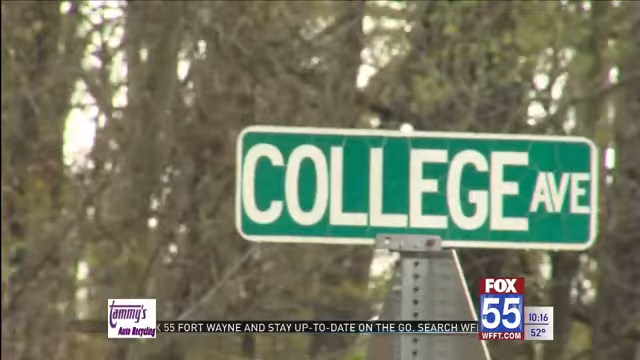 COLLEGE AVE
FOX
55
WFFT
10:16
52°
Tammy's
Auto Recycling
X 55 FORT WAYNE AND STAY UP-TO-DATE ON THE GO. SEARCH WF